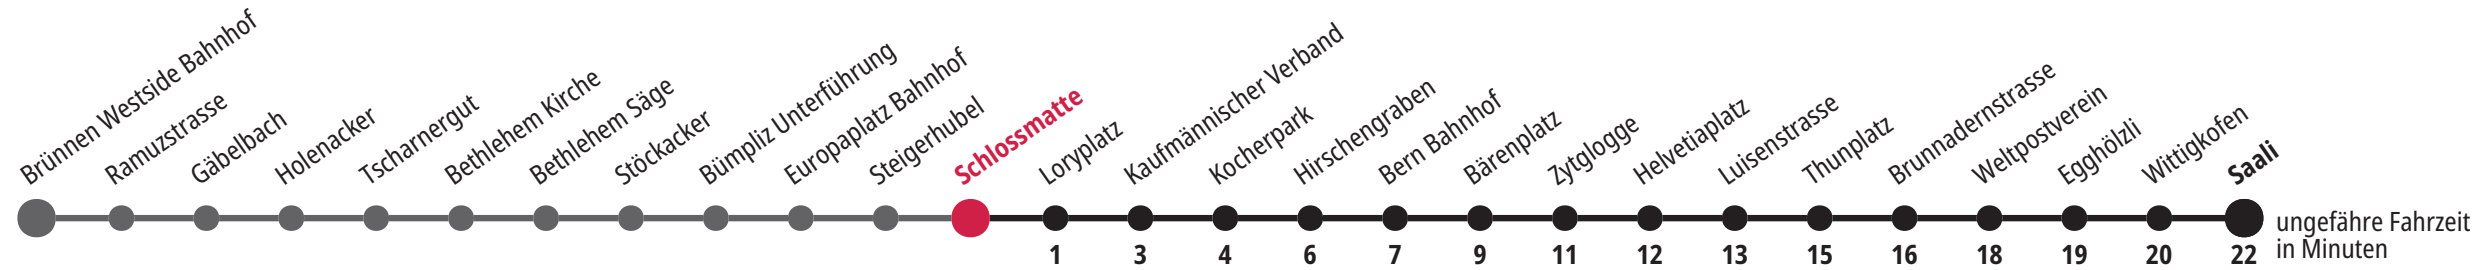 Brünnen Westside Bahnhof
Ramuzstrasse
Gäbelbach
Holenacker
Tscharnergut
Bethlehem Kirche
Bethlehem Säge
Stöckacker
Bümpliz Unterführung
Europaplatz Bahnhof
Steigerhubel
Schlossmatte
Loryplatz
Kaufmännischer Verband
Kocherpark
Hirschengraben
Bern Bahnhof
Bärenplatz
Zytglogge
Helvetiaplatz
Luisenstrasse
Thunplatz
Brunnadernstrasse
Weltpostverein
Egghölzli
Wittigkofen
Saali
1 3 4 6 7 9 11 12 13 15 16 18 19 20 22
ungefähre Fahrzeit
in Minuten